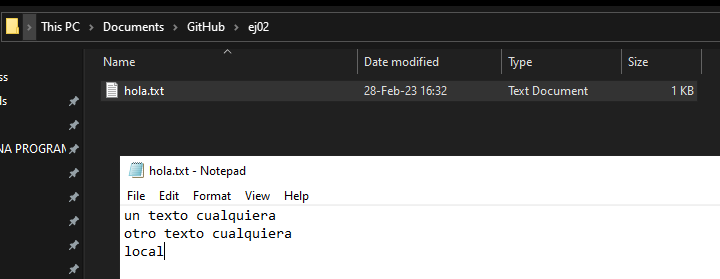 This PC > Documents > GitHub > ej02
Name Date modified Type Size
ss
hola.txt 28-Feb-23 16:32 Text Document 1 KB
ls
NA PROGRAM
hola.txt - Notepad
File Edit Format View Help
un texto cualquiera
otro texto cualquiera
local